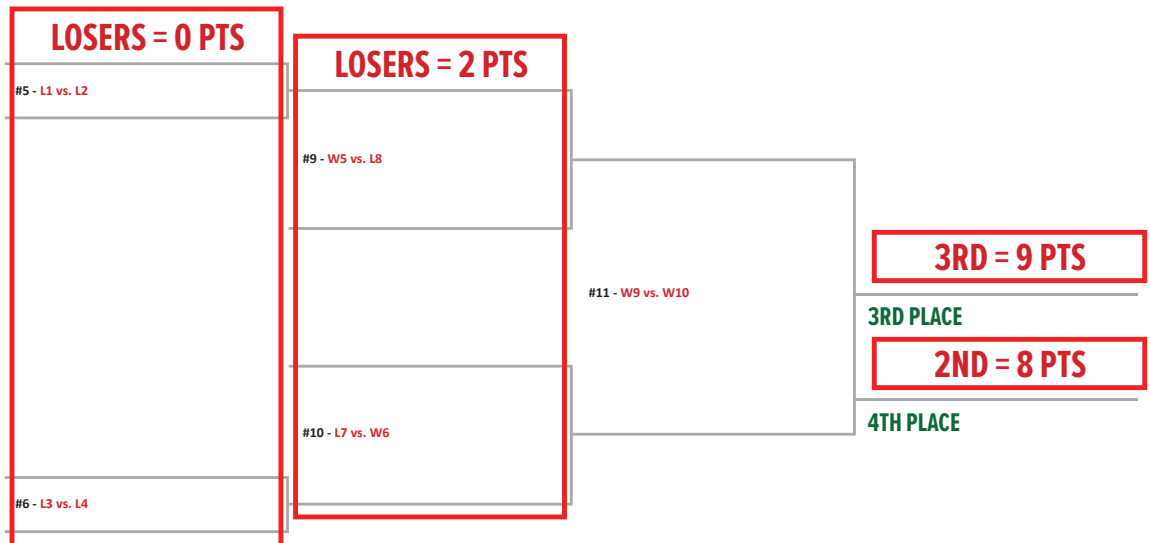 LOSERS = 0 PTS
LOSERS = 2 PTS
#5 - L1 vs. L2
#9 - W5 vs. L8
3RD = 9 PTS
#11 - W9 vs. W10
3RD PLACE
2ND = 8 PTS
4TH PLACE
#10 - L7 vs. W6
#6 - L3 vs. L4